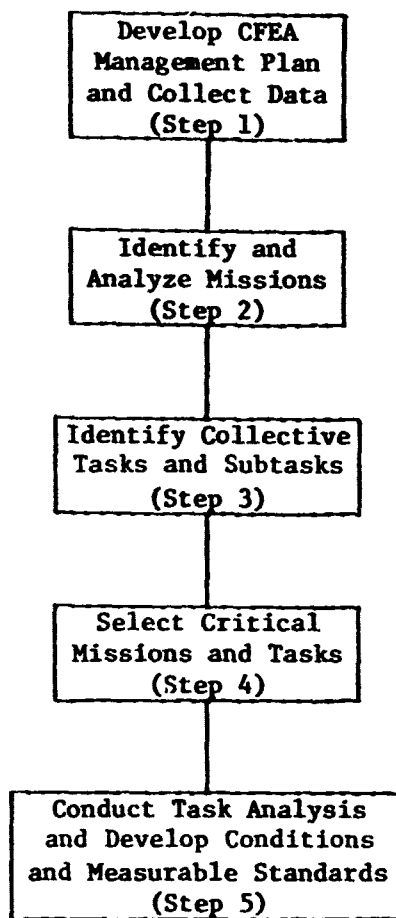 Develop CFEA
Management Plan
and Collect Data
(Step 1)
Identify and
Analyze Missions
(Step 2)
Identify Collective
Tasks and Subtasks
(Step 3)
Select Critical
Missions and Tasks
(Step 4)
Conduct Task Analysis
and Develop Conditions
and Measurable Standards
(Step 5)